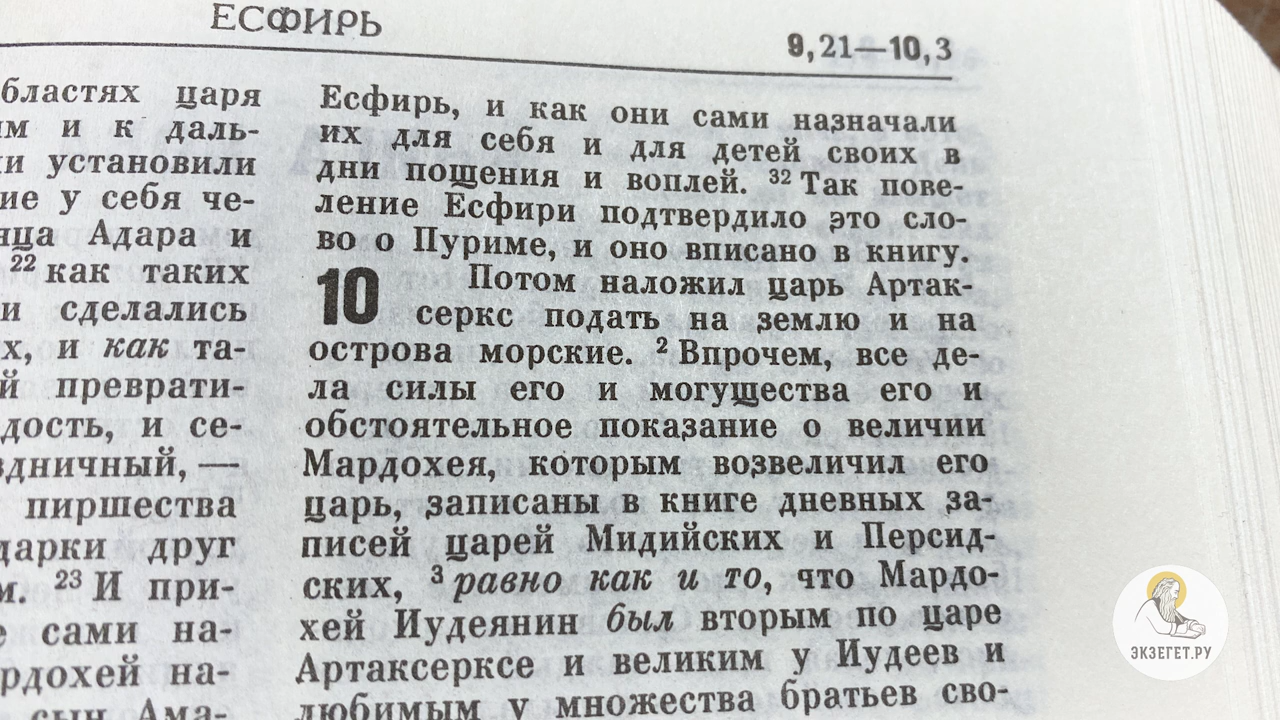 ЕСФИРЬ
9,21—10,3
бластях царя
им и к даль-
и установили
ие у себя че-
яца Адара и
22 как таких
и сделались
х, и как та-
й преврати-
дость, и се-
здничный, —
пиршества
дарки друг
м. 23 И при-
е сами на-
рдохей на-
сын Ама-
Есфирь, и как они сами назначали
их для себя и для детей своих в
дни пощения и воплей. 32 Так пове-
ление Есфири подтвердило это сло-
во о Пуриме, и оно вписано в книгу.
10 Потом наложил царь Артак-
серкс подать на землю и на
острова морские. 2 Впрочем, все де-
ла силы его и могущества его и
обстоятельное показание о величии
Мардохея, которым возвеличил его
царь, записаны в книге дневных за-
писей царей Мидийских и Персид-
ских, 3 равно как и то, что Мардо-
хей Иудеянин был вторым по царе
Артаксерксе и великим у Иудеев и
любимым у множества братьев сво-
ЭКЗЕГЕТ.РУ